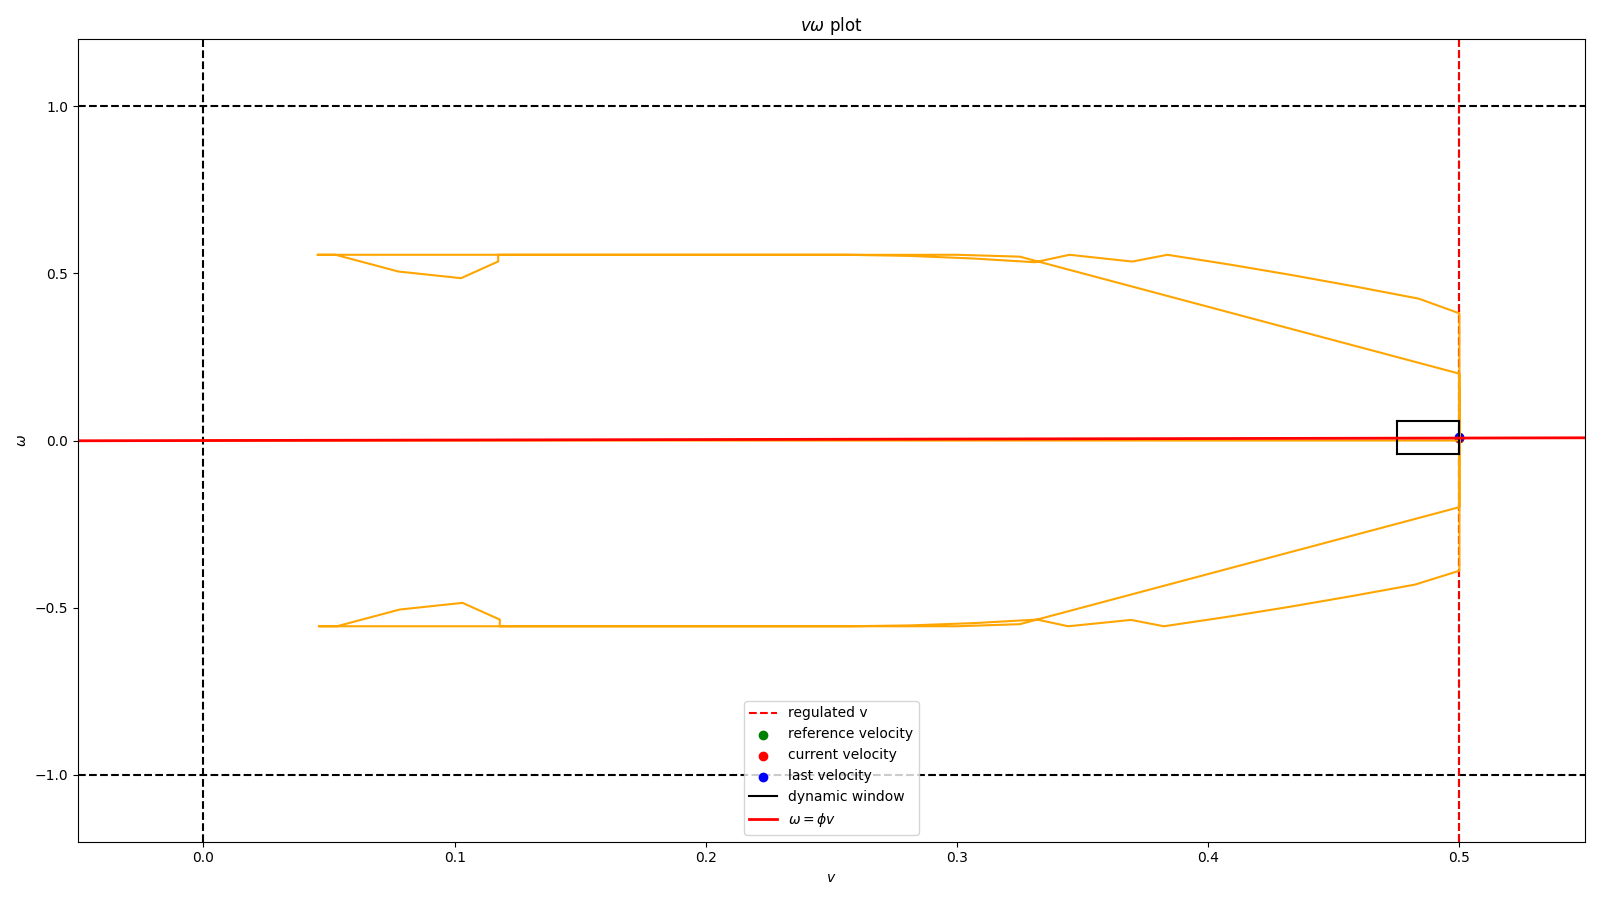 vω plot
ω
1.0
0.5
0.0
−0.5
−1.0
0.0 0.1 0.2 0.3 0.4 0.5
v
regulated v
reference velocity
current velocity
last velocity
dynamic window
ω = ϕv